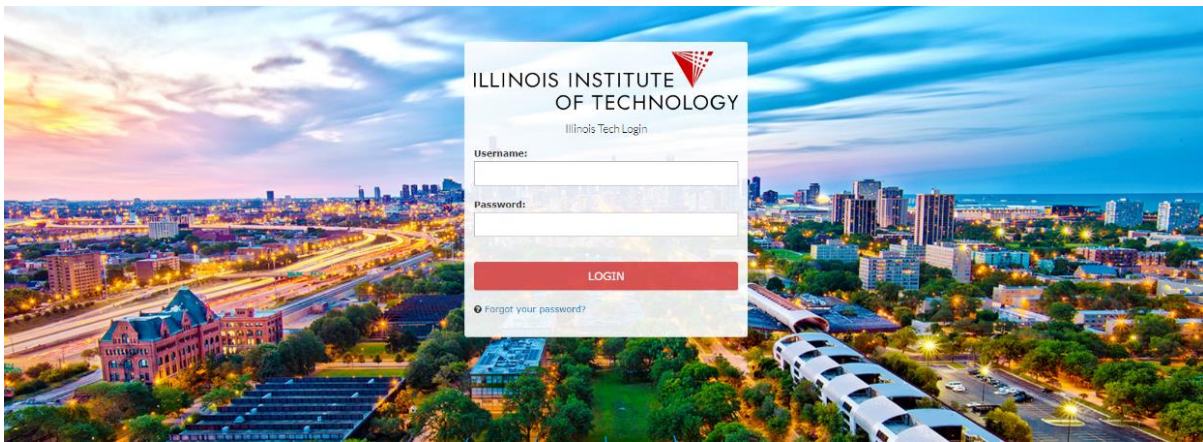 ILLINOIS INSTITUTE
OF TECHNOLOGY
Illinois Tech Login
Username:
Password:
LOGIN
Forgot your password?